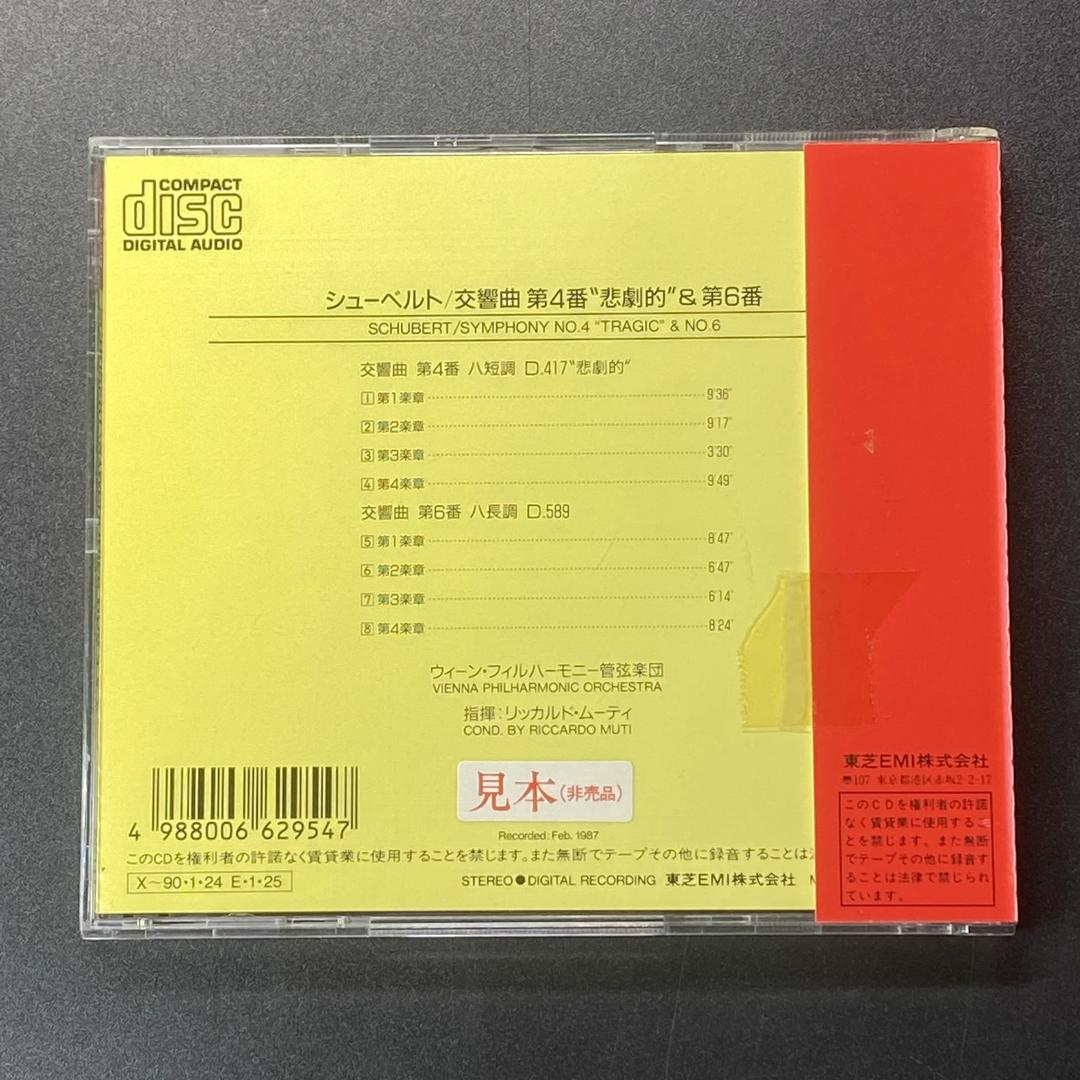 COMPACT
disc
DIGITAL AUDIO
シューベルト/交響曲 第4番“悲劇的”& 第6番
SCHUBERT/SYMPHONY NO.4 “TRAGIC” & NO.6
交響曲 第4番 ハ短調 D.417“悲劇的”
1 第1楽章 9'36"
2 第2楽章 9'17"
3 第3楽章 3'30"
4 第4楽章 9'49"
交響曲 第6番 ハ長調 D.589
5 第1楽章 8'47"
6 第2楽章 6'47"
7 第3楽章 6'14"
8 第4楽章 8'24"
ウィーン・フィルハーモニー管弦楽団
VIENNA PHILHARMONIC ORCHESTRA
指揮:リッカルド・ムーティ
COND. BY RICCARDO MUTI
見本(非売品)
4 988006 629547
Recorded: Feb. 1987
このCDを権利者の許諾なく賃貸業に使用することを禁じます。また無断でテープその他に録音することは
X〜90・1・24 E・1・25
STEREO●DIGITAL RECORDING 東芝EMI株式会社
東芝EMI株式会社
〒107 東京都港区赤坂2-2-17
このCDを権利者の許諾
なく賃貸業に使用するこ
とを禁じます。また無断
でテープその他に録音す
ることは法律で禁じられ
ています。